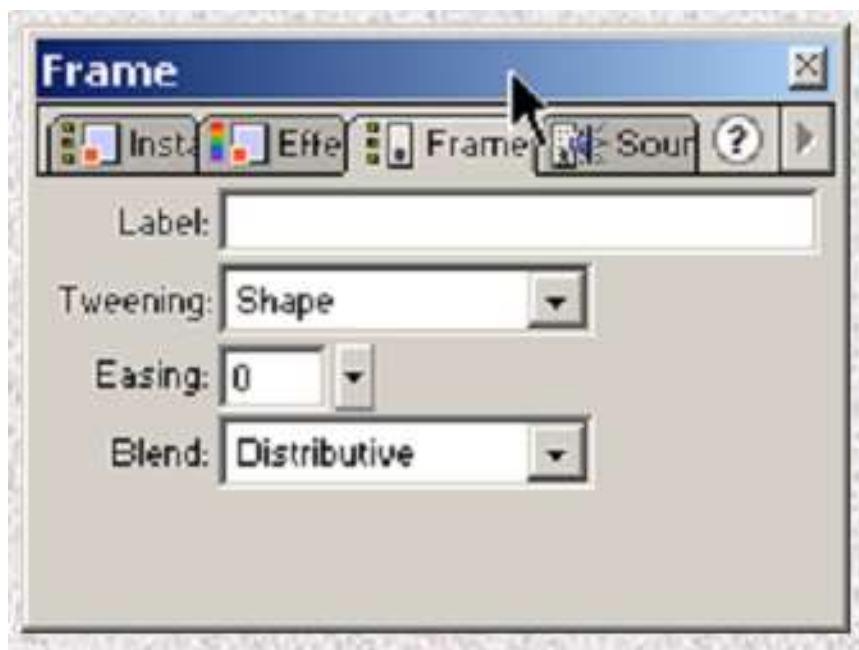 Frame
Insta Effe Frame Sour ?
Label:
Tweening: Shape
Easing: 0
Blend: Distributive